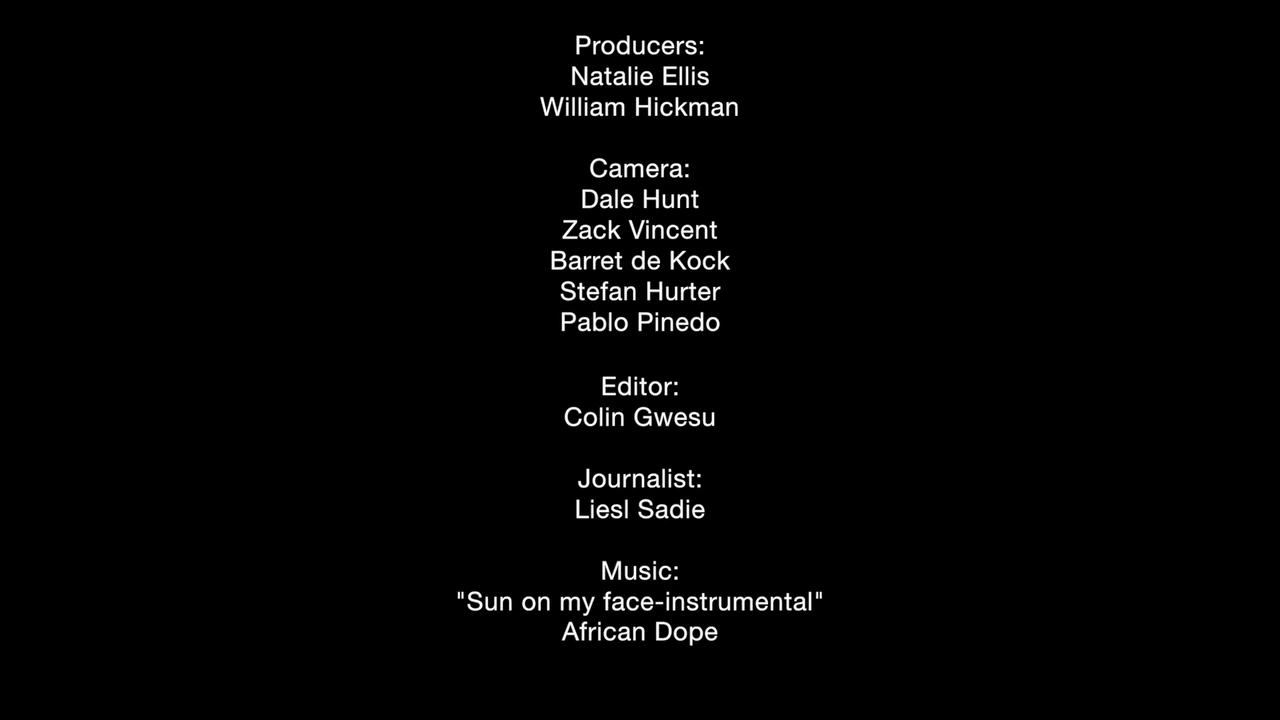 Producers:
Natalie Ellis
William Hickman
Camera:
Dale Hunt
Zack Vincent
Barret de Kock
Stefan Hurter
Pablo Pinedo
Editor:
Colin Gwesu
Journalist:
Liesl Sadie
Music:
"Sun on my face-instrumental"
African Dope